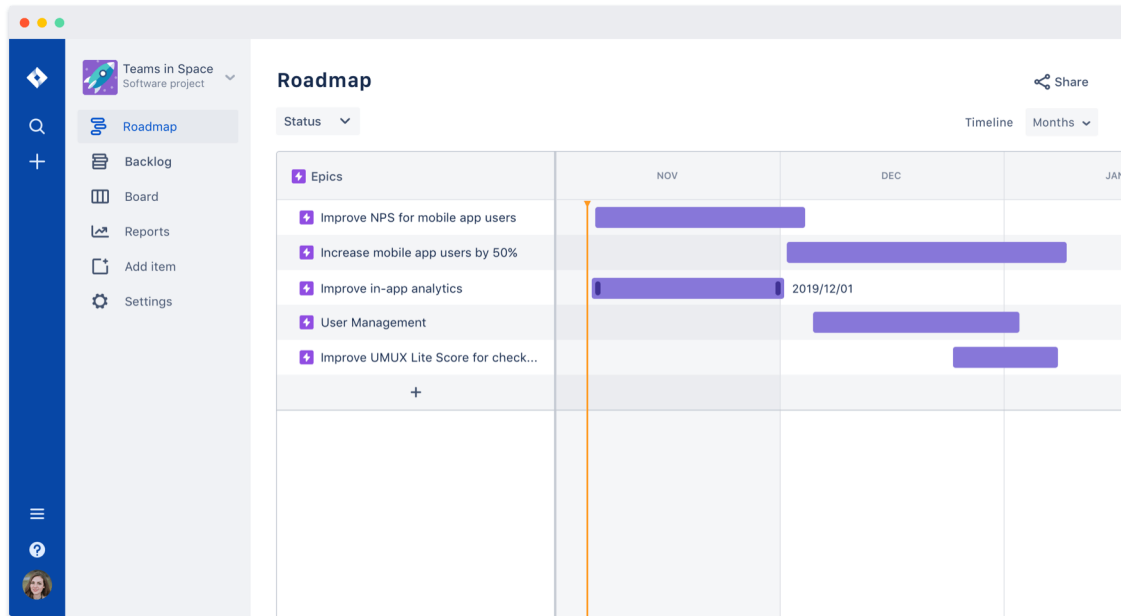 Teams in Space
Software project
Roadmap
Backlog
Board
Reports
Add item
Settings
?
Roadmap
Share
Status
Timeline
Months
Epics
NOV
DEC
JAN
Improve NPS for mobile app users
Increase mobile app users by 50%
Improve in-app analytics
2019/12/01
User Management
Improve UMUX Lite Score for check...
+